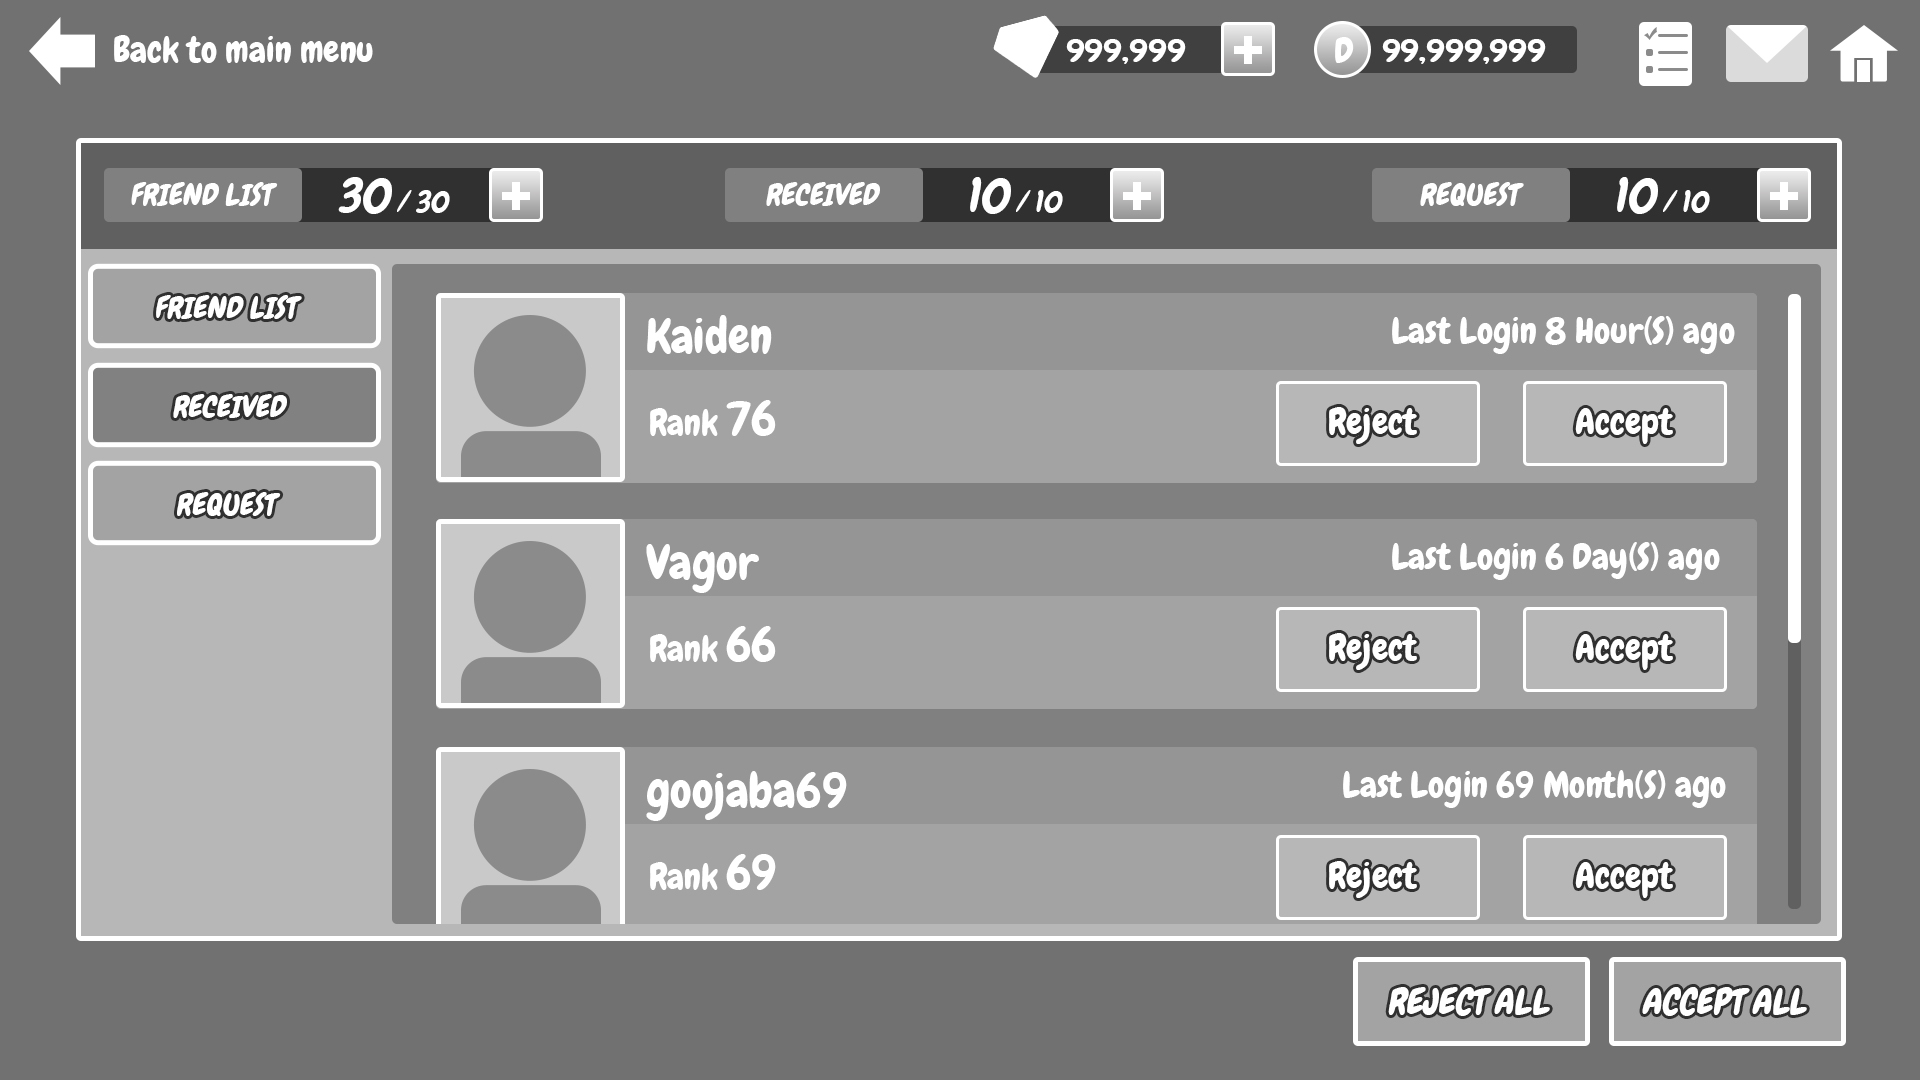 Back to main menu
999,999
D
99,999,999
FRIEND LIST 30 / 30
RECEIVED 10 / 10
REQUEST 10 / 10
FRIEND LIST
RECEIVED
REQUEST
Kaiden
Last Login 8 Hour(S) ago
Rank 76
Reject
Accept
Vagor
Last Login 6 Day(S) ago
Rank 66
Reject
Accept
goojaba69
Last Login 69 Month(S) ago
Rank 69
Reject
Accept
REJECT ALL
ACCEPT ALL